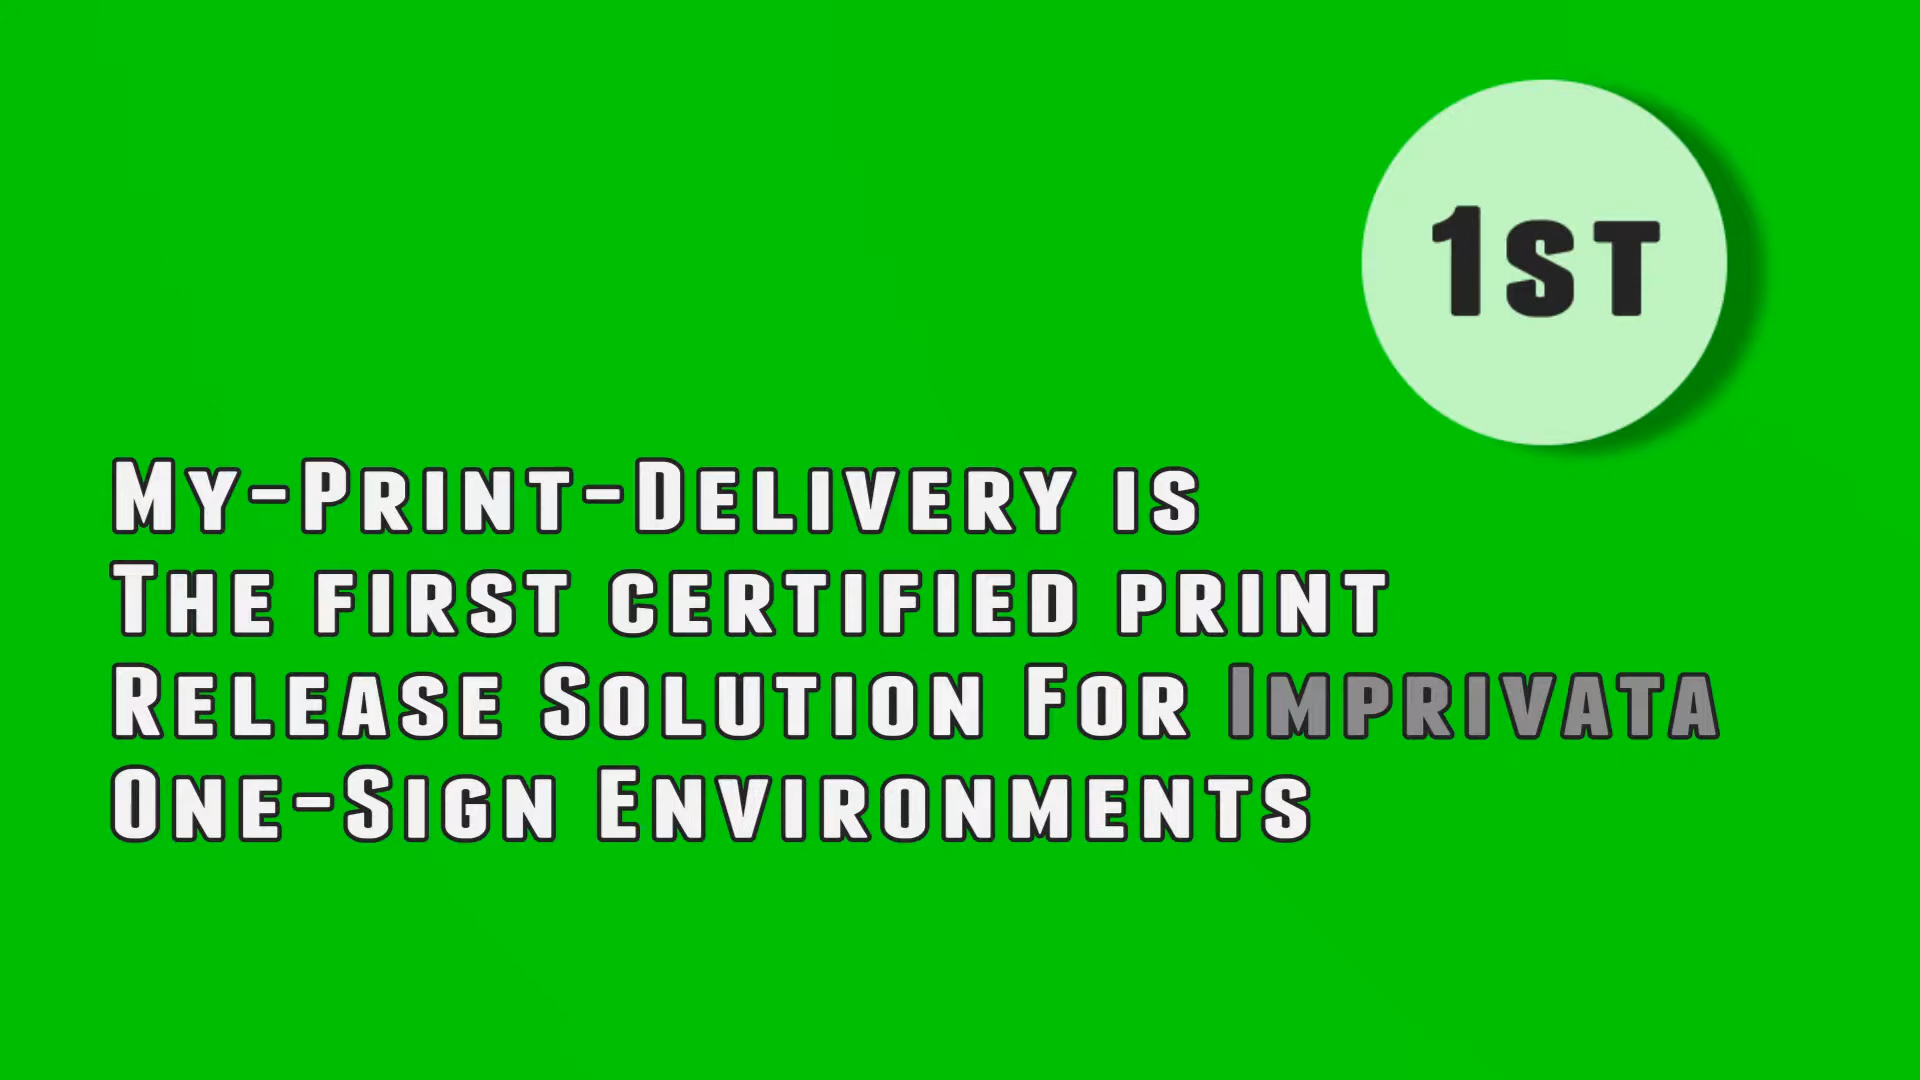 1st
My-Print-Delivery is
The first certified print
Release Solution For Imprivata
One-Sign Environments